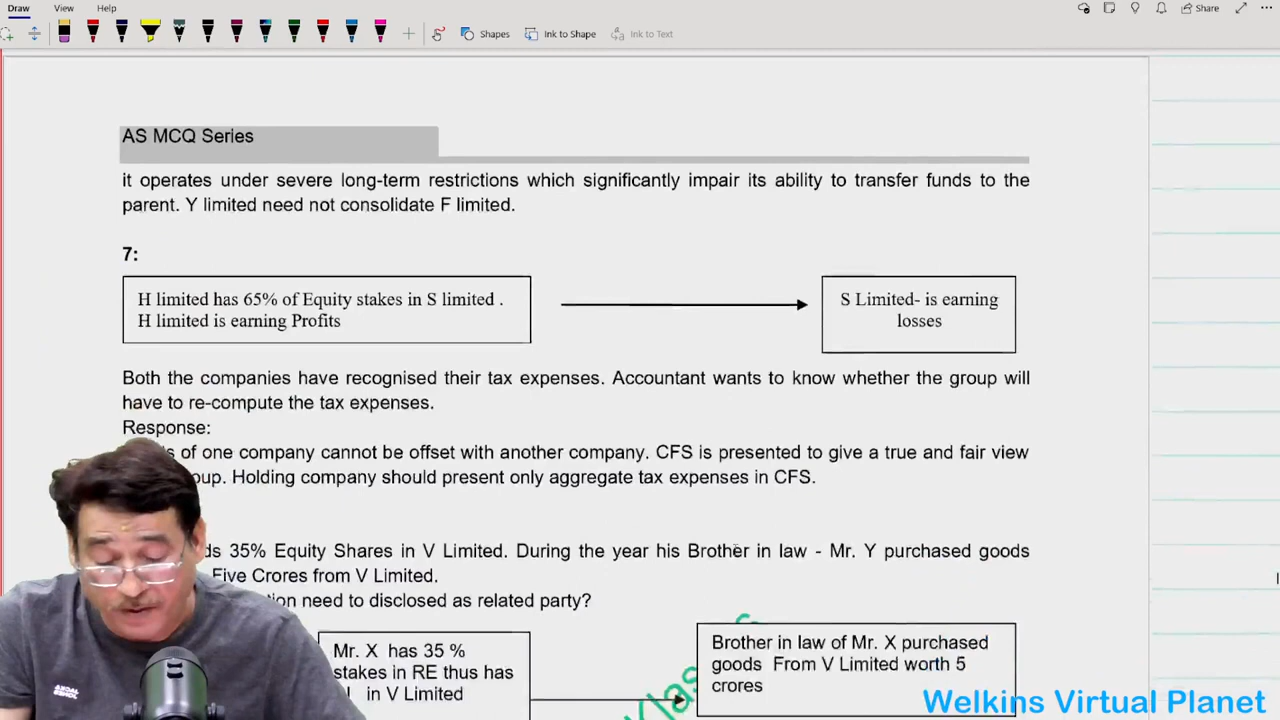 Draw View Share
Shapes Ink to Shape Ink to Text
AS MCQ Series
it operates under severe long-term restrictions which significantly impair its ability to transfer funds to the
parent. Y limited need not consolidate F limited.
7:
H limited has 65% of Equity stakes in S limited .
H limited is earning Profits
S Limited- is earning
losses
Both the companies have recognised their tax expenses. Accountant wants to know whether the group will
have to re-compute the tax expenses.
Response:
of one company cannot be offset with another company. CFS is presented to give a true and fair view
Holding company should present only aggregate tax expenses in CFS.
35% Equity Shares in V Limited. During the year his Brother in law - Mr. Y purchased goods
Five Crores from V Limited.
need to disclosed as related party?
Mr. X has 35 %
stakes in RE thus has
in V Limited
Brother in law of Mr. X purchased
goods From V Limited worth 5
crores
Welkins Virtual Planet